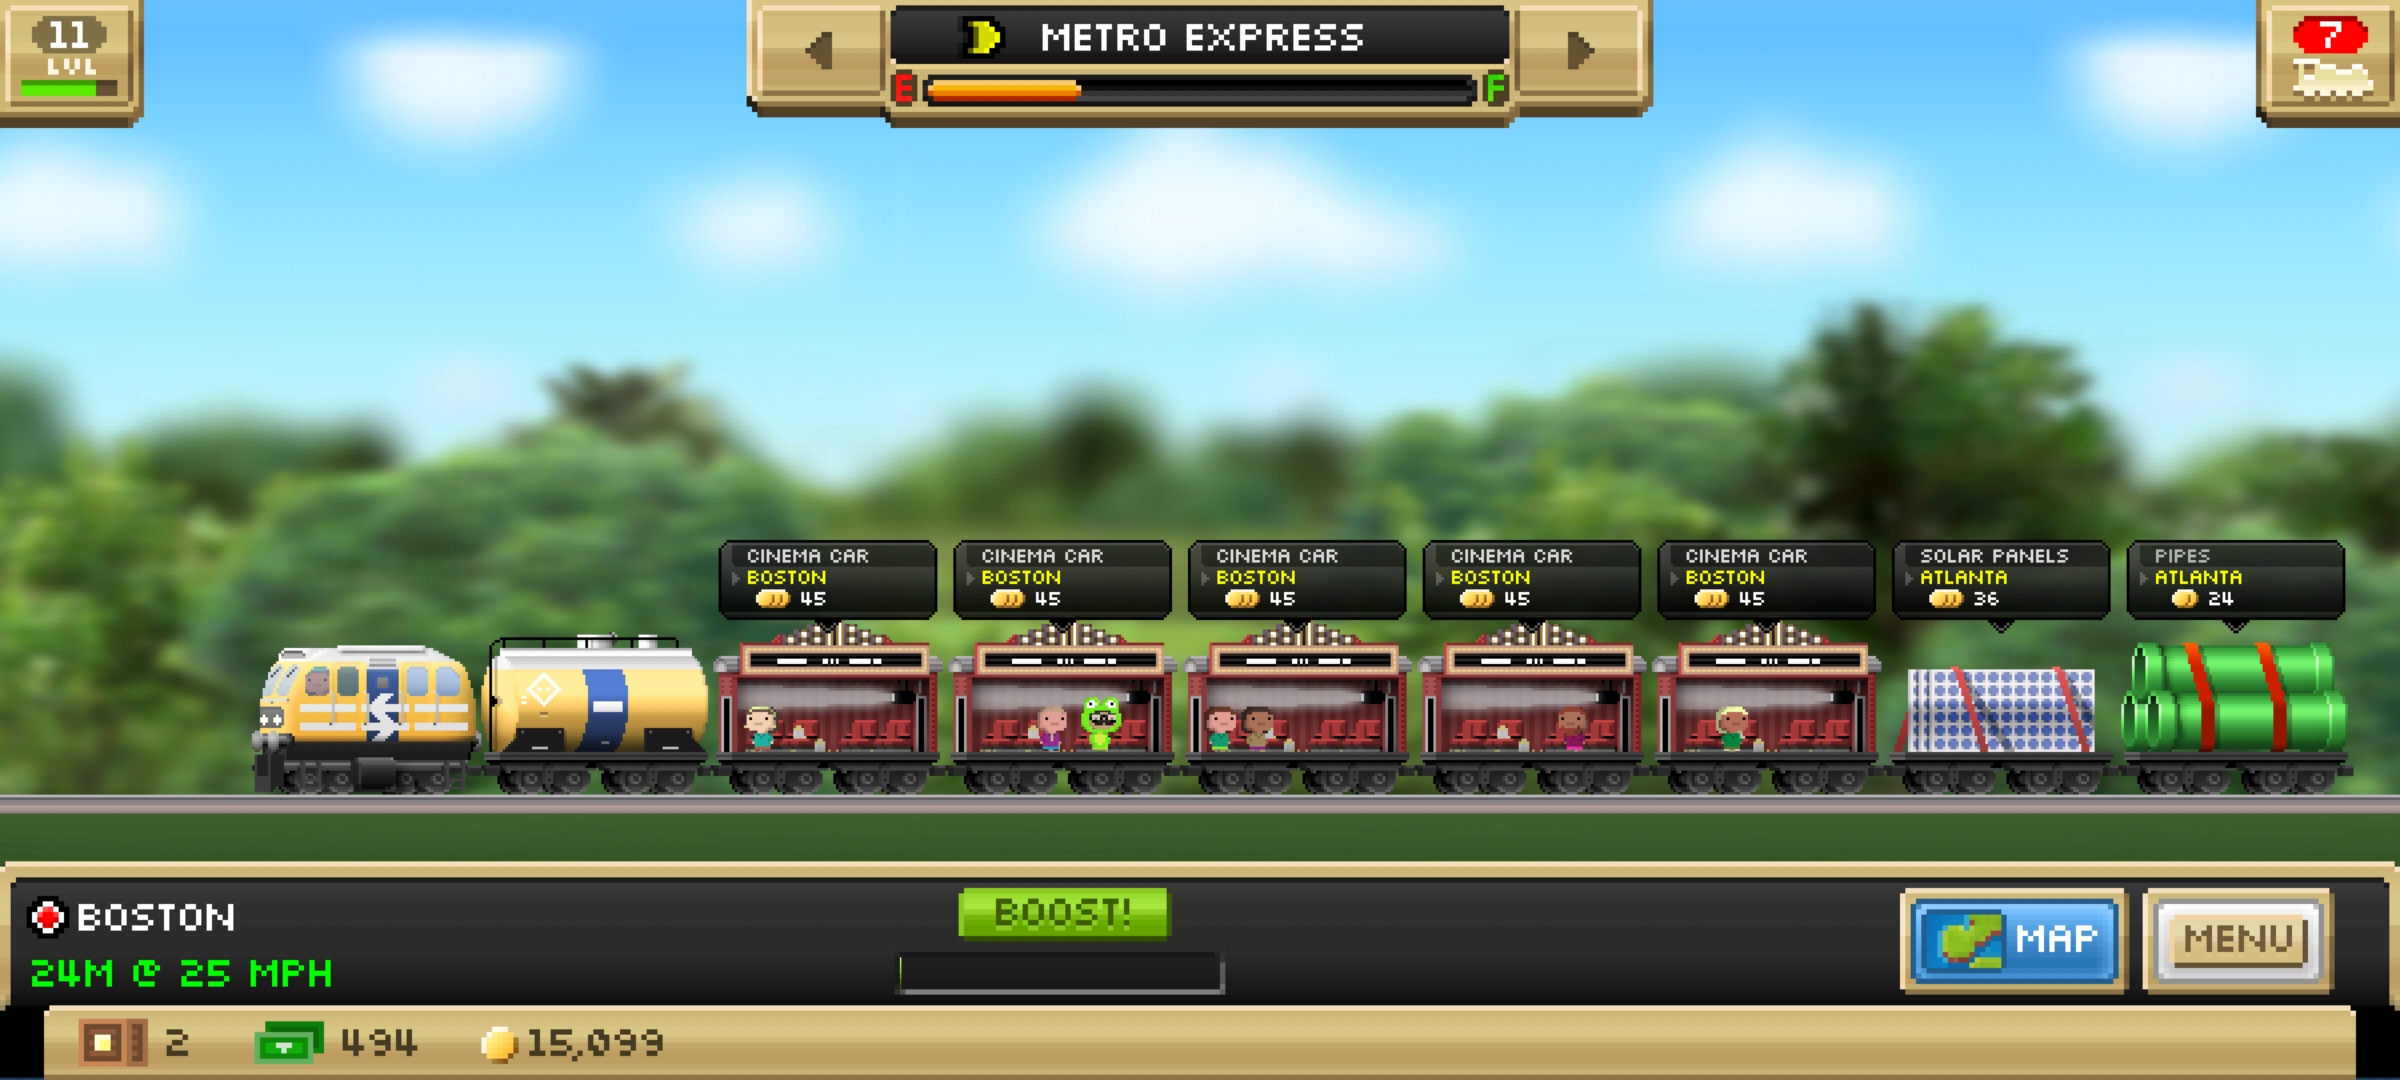 11
LVL
METRO EXPRESS
E F
7
CINEMA CAR
BOSTON
45
CINEMA CAR
BOSTON
45
CINEMA CAR
BOSTON
45
CINEMA CAR
BOSTON
45
CINEMA CAR
BOSTON
45
SOLAR PANELS
ATLANTA
36
PIPES
ATLANTA
24
BOSTON
24M @ 25 MPH
BOOST!
MAP
MENU
2
494
15,099